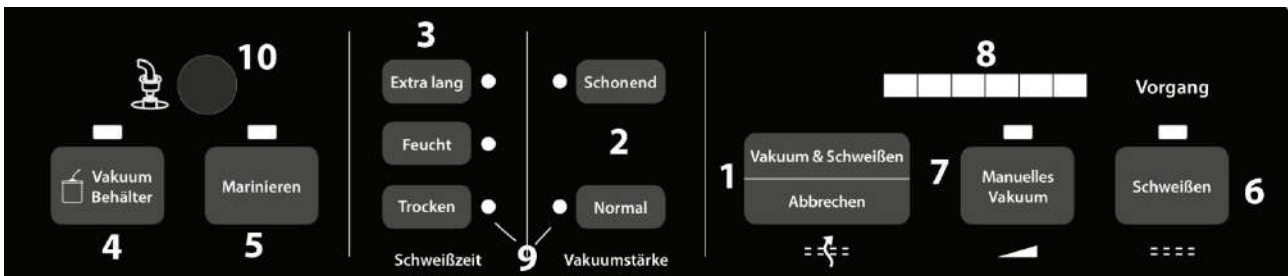 10
Vakuum
Behälter
Marinieren
4
5
3
Extra lang
Feucht
Trocken
Schweißzeit
9
Schonend
2
Normal
Vakuumstärke
8
Vorgang
1
Vakuum & Schweißen
Abbrechen
7
Manuelles
Vakuum
Schweißen
6